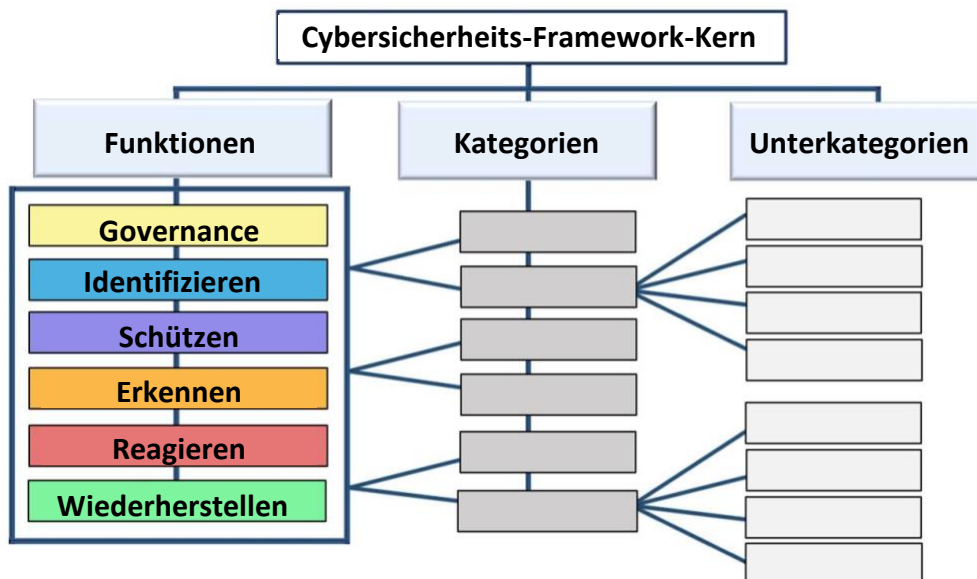 Cybersicherheits-Framework-Kern
Funktionen
Kategorien
Unterkategorien
Governance
Identifizieren
Schützen
Erkennen
Reagieren
Wiederherstellen